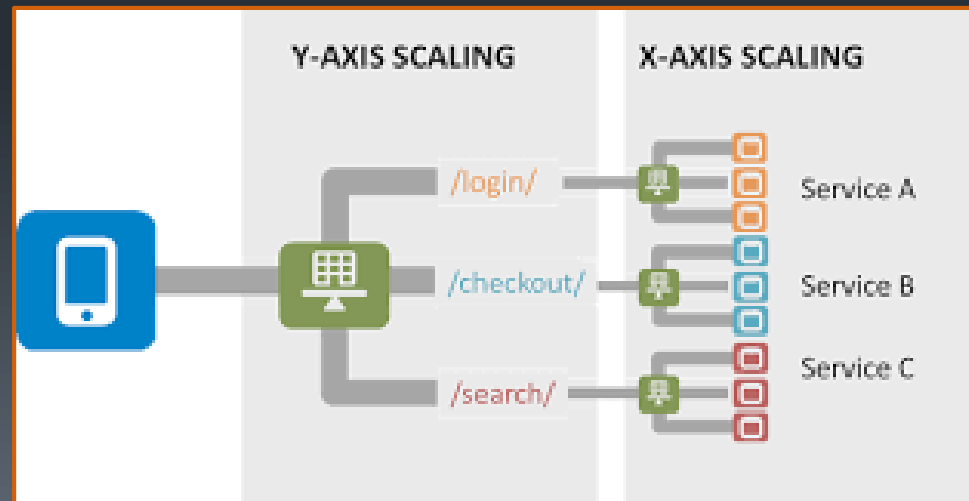 Y-AXIS SCALING
X-AXIS SCALING
/login/
Service A
/checkout/
Service B
/search/
Service C